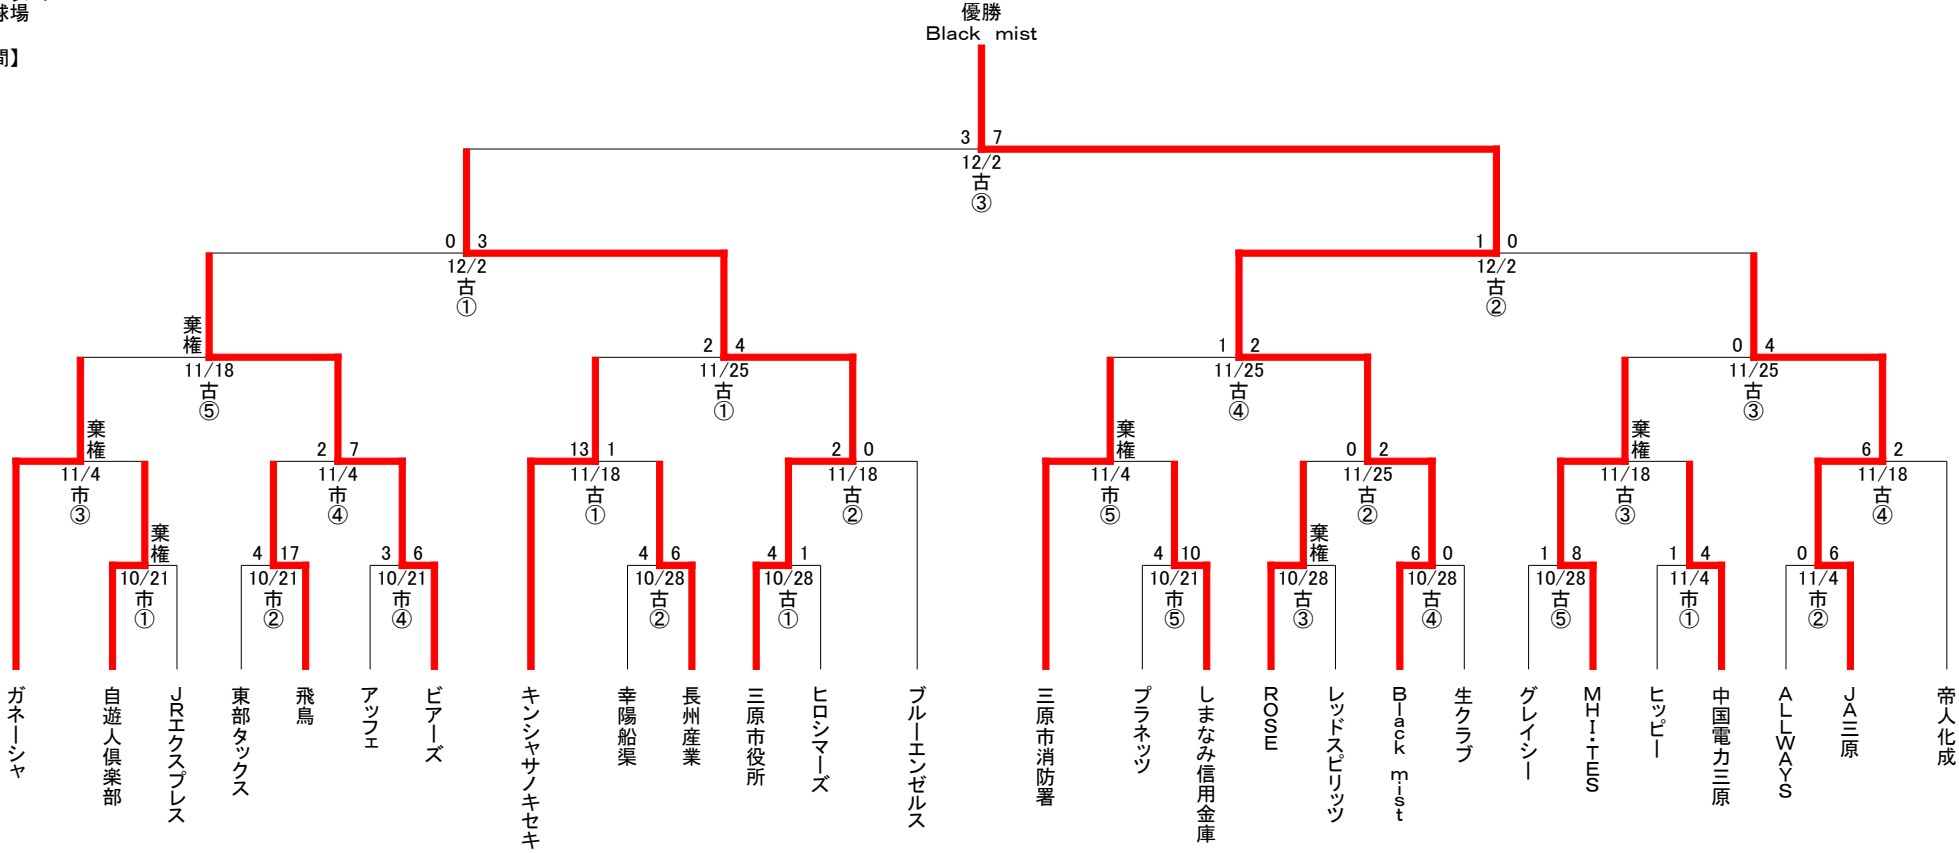 球場
間】
優勝
Black mist
3 7
12/2
古
③
0 3
12/2
古
①
1 0
12/2
古
②
棄権
11/18
古
⑤
2 4
11/25
古
①
1 2
11/25
古
④
0 4
11/25
古
③
棄権
11/4
市
③
2 7
11/4
市
④
13 1
11/18
古
①
2 0
11/18
古
②
棄権
11/4
市
⑤
0 2
11/25
古
②
棄権
11/18
古
③
6 2
11/18
古
④
棄権
10/21
市
①
4 17
10/21
市
②
3 6
10/21
市
④
4 6
10/28
古
②
4 1
10/28
古
①
4 10
10/21
市
⑤
棄権
10/28
古
③
6 0
10/28
古
④
1 8
10/28
古
⑤
1 4
11/4
市
①
0 6
11/4
市
②
ガネーシャ
自遊人倶楽部
JRエクスプレス
東部タックス
飛鳥
アッフェ
ビアーズ
キンシャサノキセキ
幸陽船渠
長州産業
三原市役所
ヒロシマーズ
ブルーエンゼルス
三原市消防署
プラネッツ
しまなみ信用金庫
ROSE
レッドスピリッツ
Black mist
生クラブ
グレイシー
MHI・TES
ヒッピー
中国電力三原
ALLWAYS
JA三原
帝人化成